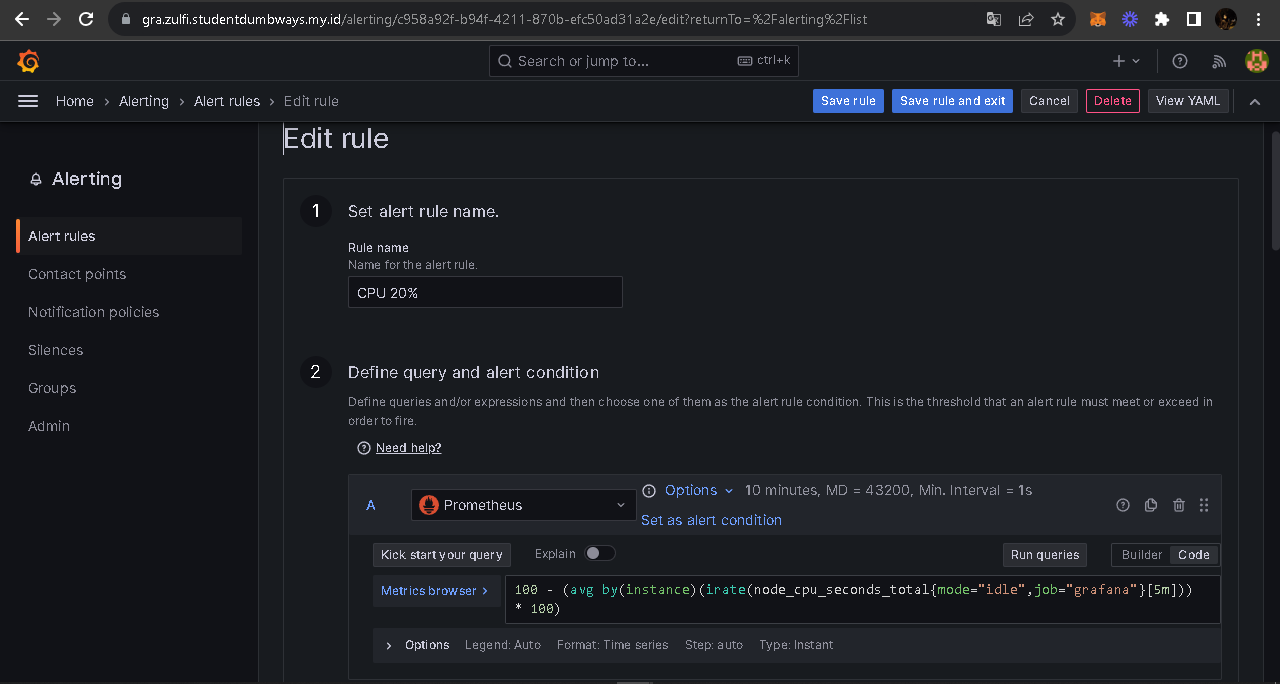 gra.zulfi.studentdumbways.my.id/alerting/c958a92f-b94f-4211-870b-efc50ad31a2e/edit?returnTo=%2Falerting%2Flist
Search or jump to... ctrl+k
Home › Alerting › Alert rules › Edit rule
Save rule Save rule and exit Cancel Delete View YAML
Edit rule
Alerting
Alert rules
Contact points
Notification policies
Silences
Groups
Admin
1 Set alert rule name.
Rule name
Name for the alert rule.
CPU 20%
2 Define query and alert condition
Define queries and/or expressions and then choose one of them as the alert rule condition. This is the threshold that an alert rule must meet or exceed in
order to fire.
Need help?
A Prometheus Options 10 minutes, MD = 43200, Min. Interval = 1s
Set as alert condition
Kick start your query Explain Run queries Builder Code
Metrics browser › 100 - (avg by(instance)(irate(node_cpu_seconds_total{mode="idle",job="grafana"}[5m]))
* 100)
› Options Legend: Auto Format: Time series Step: auto Type: Instant